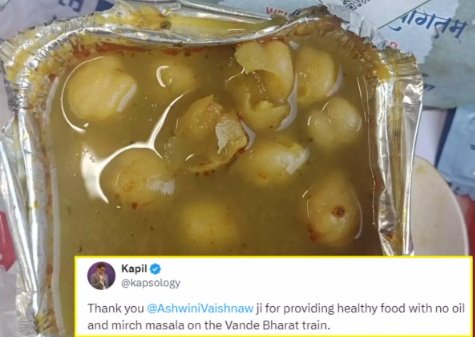 स्वागतम्
Kapil
@kapsology
Thank you @AshwiniVaishnaw ji for providing healthy food with no oil
and mirch masala on the Vande Bharat train.